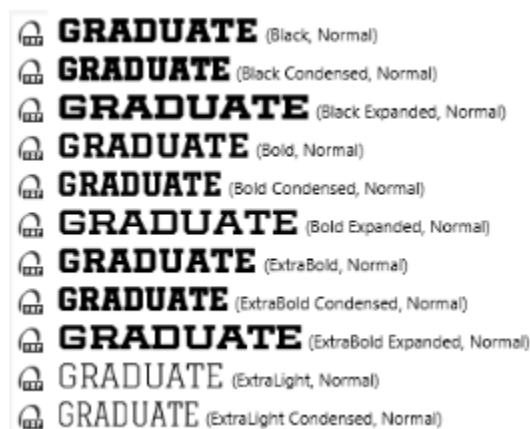 GRADUATE (Black, Normal)
GRADUATE (Black Condensed, Normal)
GRADUATE (Black Expanded, Normal)
GRADUATE (Bold, Normal)
GRADUATE (Bold Condensed, Normal)
GRADUATE (Bold Expanded, Normal)
GRADUATE (ExtraBold, Normal)
GRADUATE (ExtraBold Condensed, Normal)
GRADUATE (ExtraBold Expanded, Normal)
GRADUATE (ExtraLight, Normal)
GRADUATE (ExtraLight Condensed, Normal)